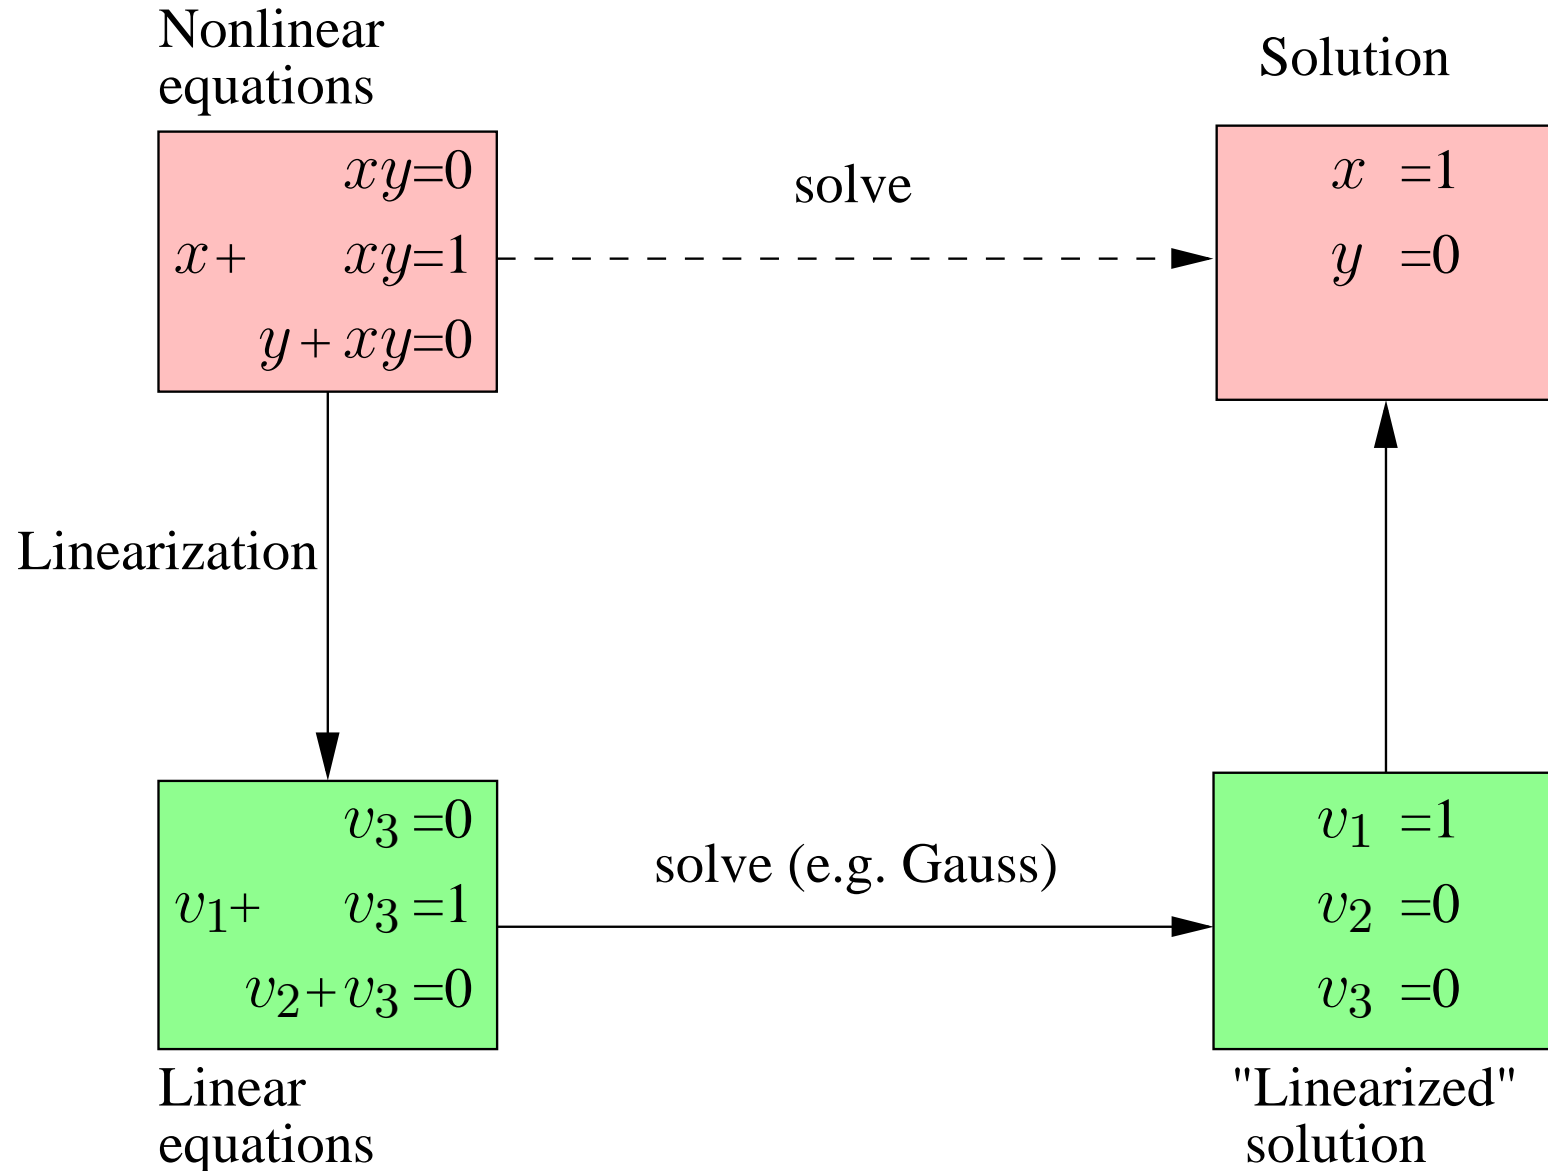 Nonlinear
equations
xy=0
x+ xy=1
y+xy=0
solve
Solution
x =1
y =0
Linearization
v₃=0
v₁+ v₃=1
v₂+v₃=0
Linear
equations
solve (e.g. Gauss)
v₁ =1
v₂ =0
v₃ =0
"Linearized"
solution